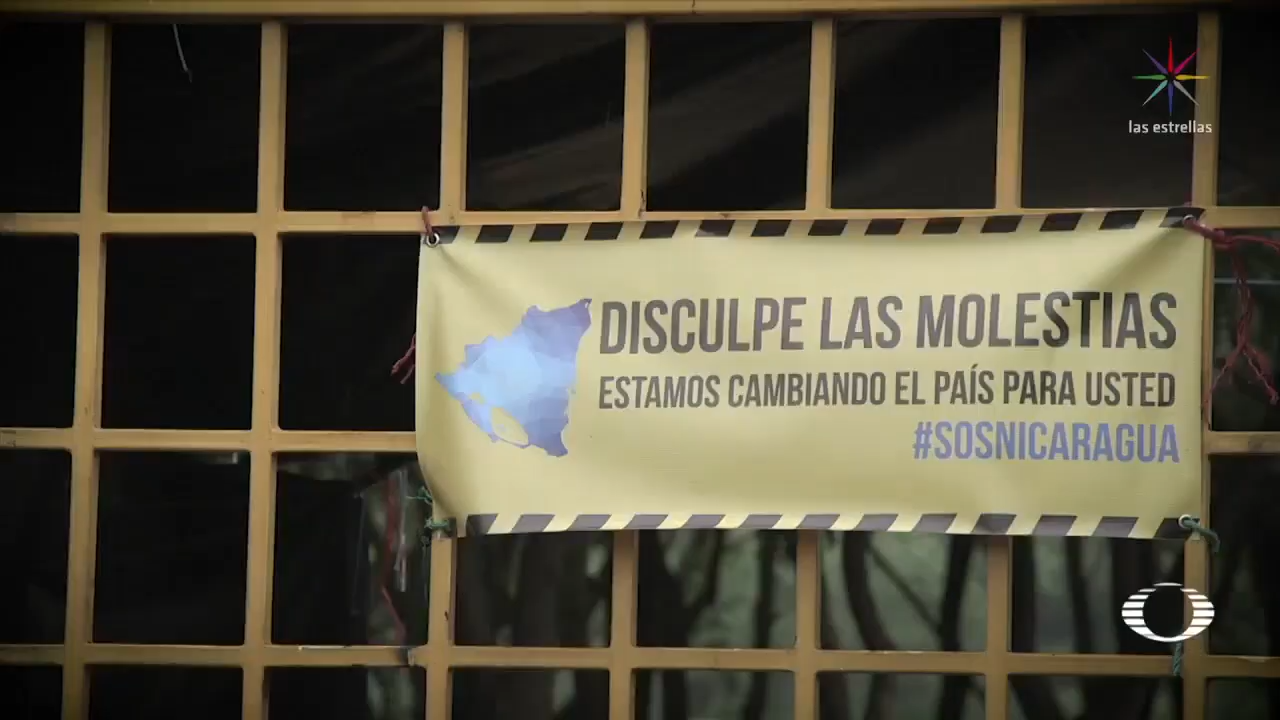 las estrellas
DISCULPE LAS MOLESTIAS
ESTAMOS CAMBIANDO EL PAÍS PARA USTED
#SOSNICARAGUA